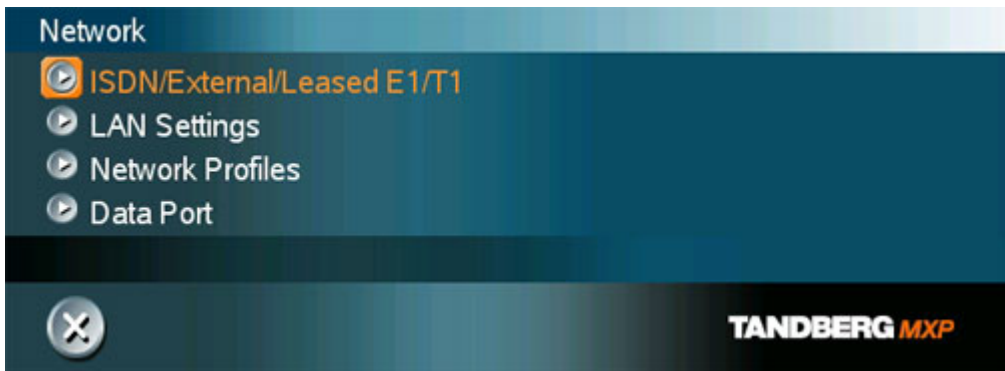 Network
ISDN/External/Leased E1/T1
LAN Settings
Network Profiles
Data Port
TANDBERG MXP